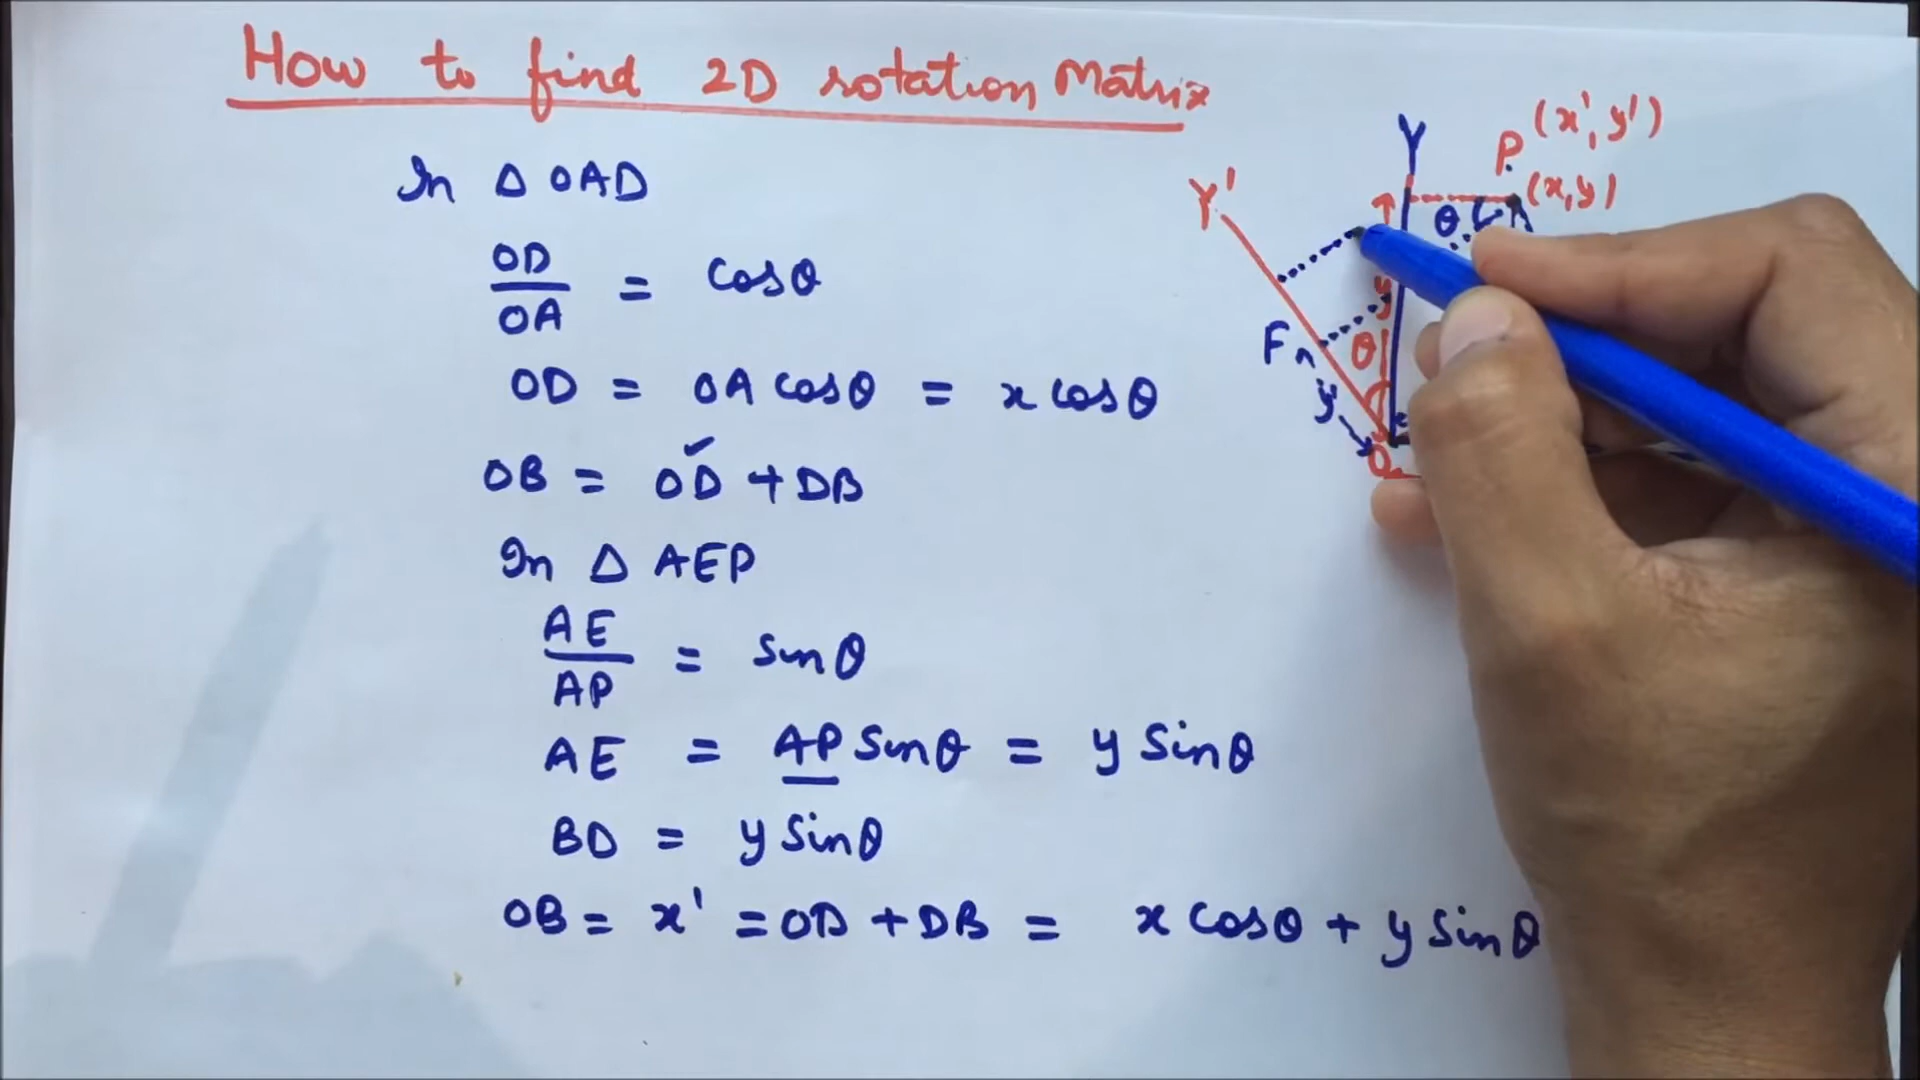 How to find 2D rotation Matrix
In Δ OAD
OD
OA
= cosθ
OD = OA cosθ = x cosθ
OB = OD + DB
In Δ AEP
AE
AP
= sinθ
AE = AP sinθ = y sinθ
BD = y sinθ
OB = x' = OD + DB = x cosθ + y sinθ
Y'
Y
P (x', y')
(x,y)
θ
y
F
θ
y'
O